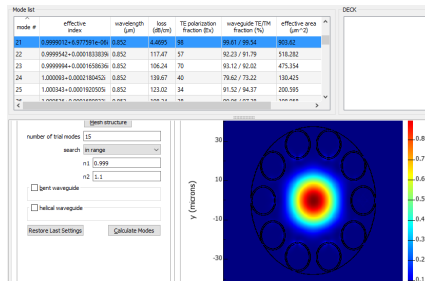 Mode list
DECK
mode # effective index wavelength (μm) loss (dB/cm) TE polarization fraction (Ex) waveguide TE/TM fraction (%) effective area (μm^2)
21 0.9999012+6.977591e-06i 0.852 4.4695 98 99.61 / 99.54 903.62
22 0.9999544+0.0001833839i 0.852 117.47 57 92.23 / 91.79 518.282
23 0.9999994+0.0001658636i 0.852 106.24 70 93.12 / 92.02 475.354
24 1.000093+0.0002180452i 0.852 139.67 40 79.62 / 73.22 130.425
25 1.000343+0.0001920505i 0.852 123.02 34 91.52 / 94.37 200.595
Mesh structure
number of trial modes 15
search in range
n1 0.999
n2 1.1
bent waveguide
helical waveguide
Restore Last Settings Calculate Modes
y (microns)
30
10
-10
-30
0.8
0.7
0.6
0.5
0.4
0.3
0.2
0.1